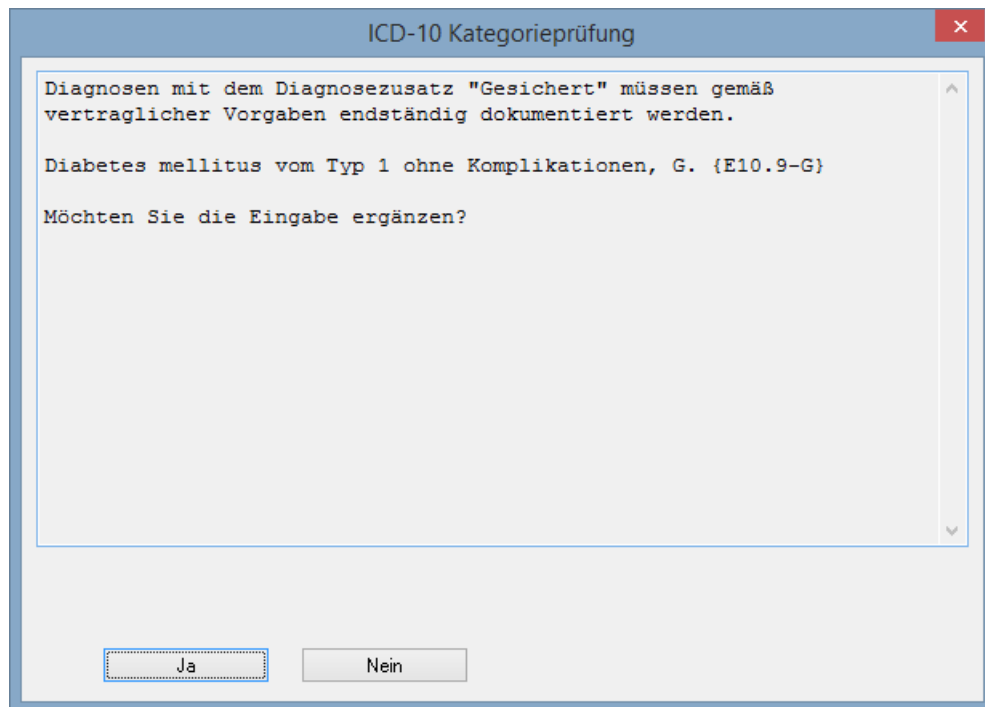 ICD-10 Kategorieprüfung
Diagnosen mit dem Diagnosezusatz "Gesichert" müssen gemäß
vertraglicher Vorgaben endständig dokumentiert werden.
Diabetes mellitus vom Typ 1 ohne Komplikationen, G. {E10.9-G}
Möchten Sie die Eingabe ergänzen?
Ja
Nein